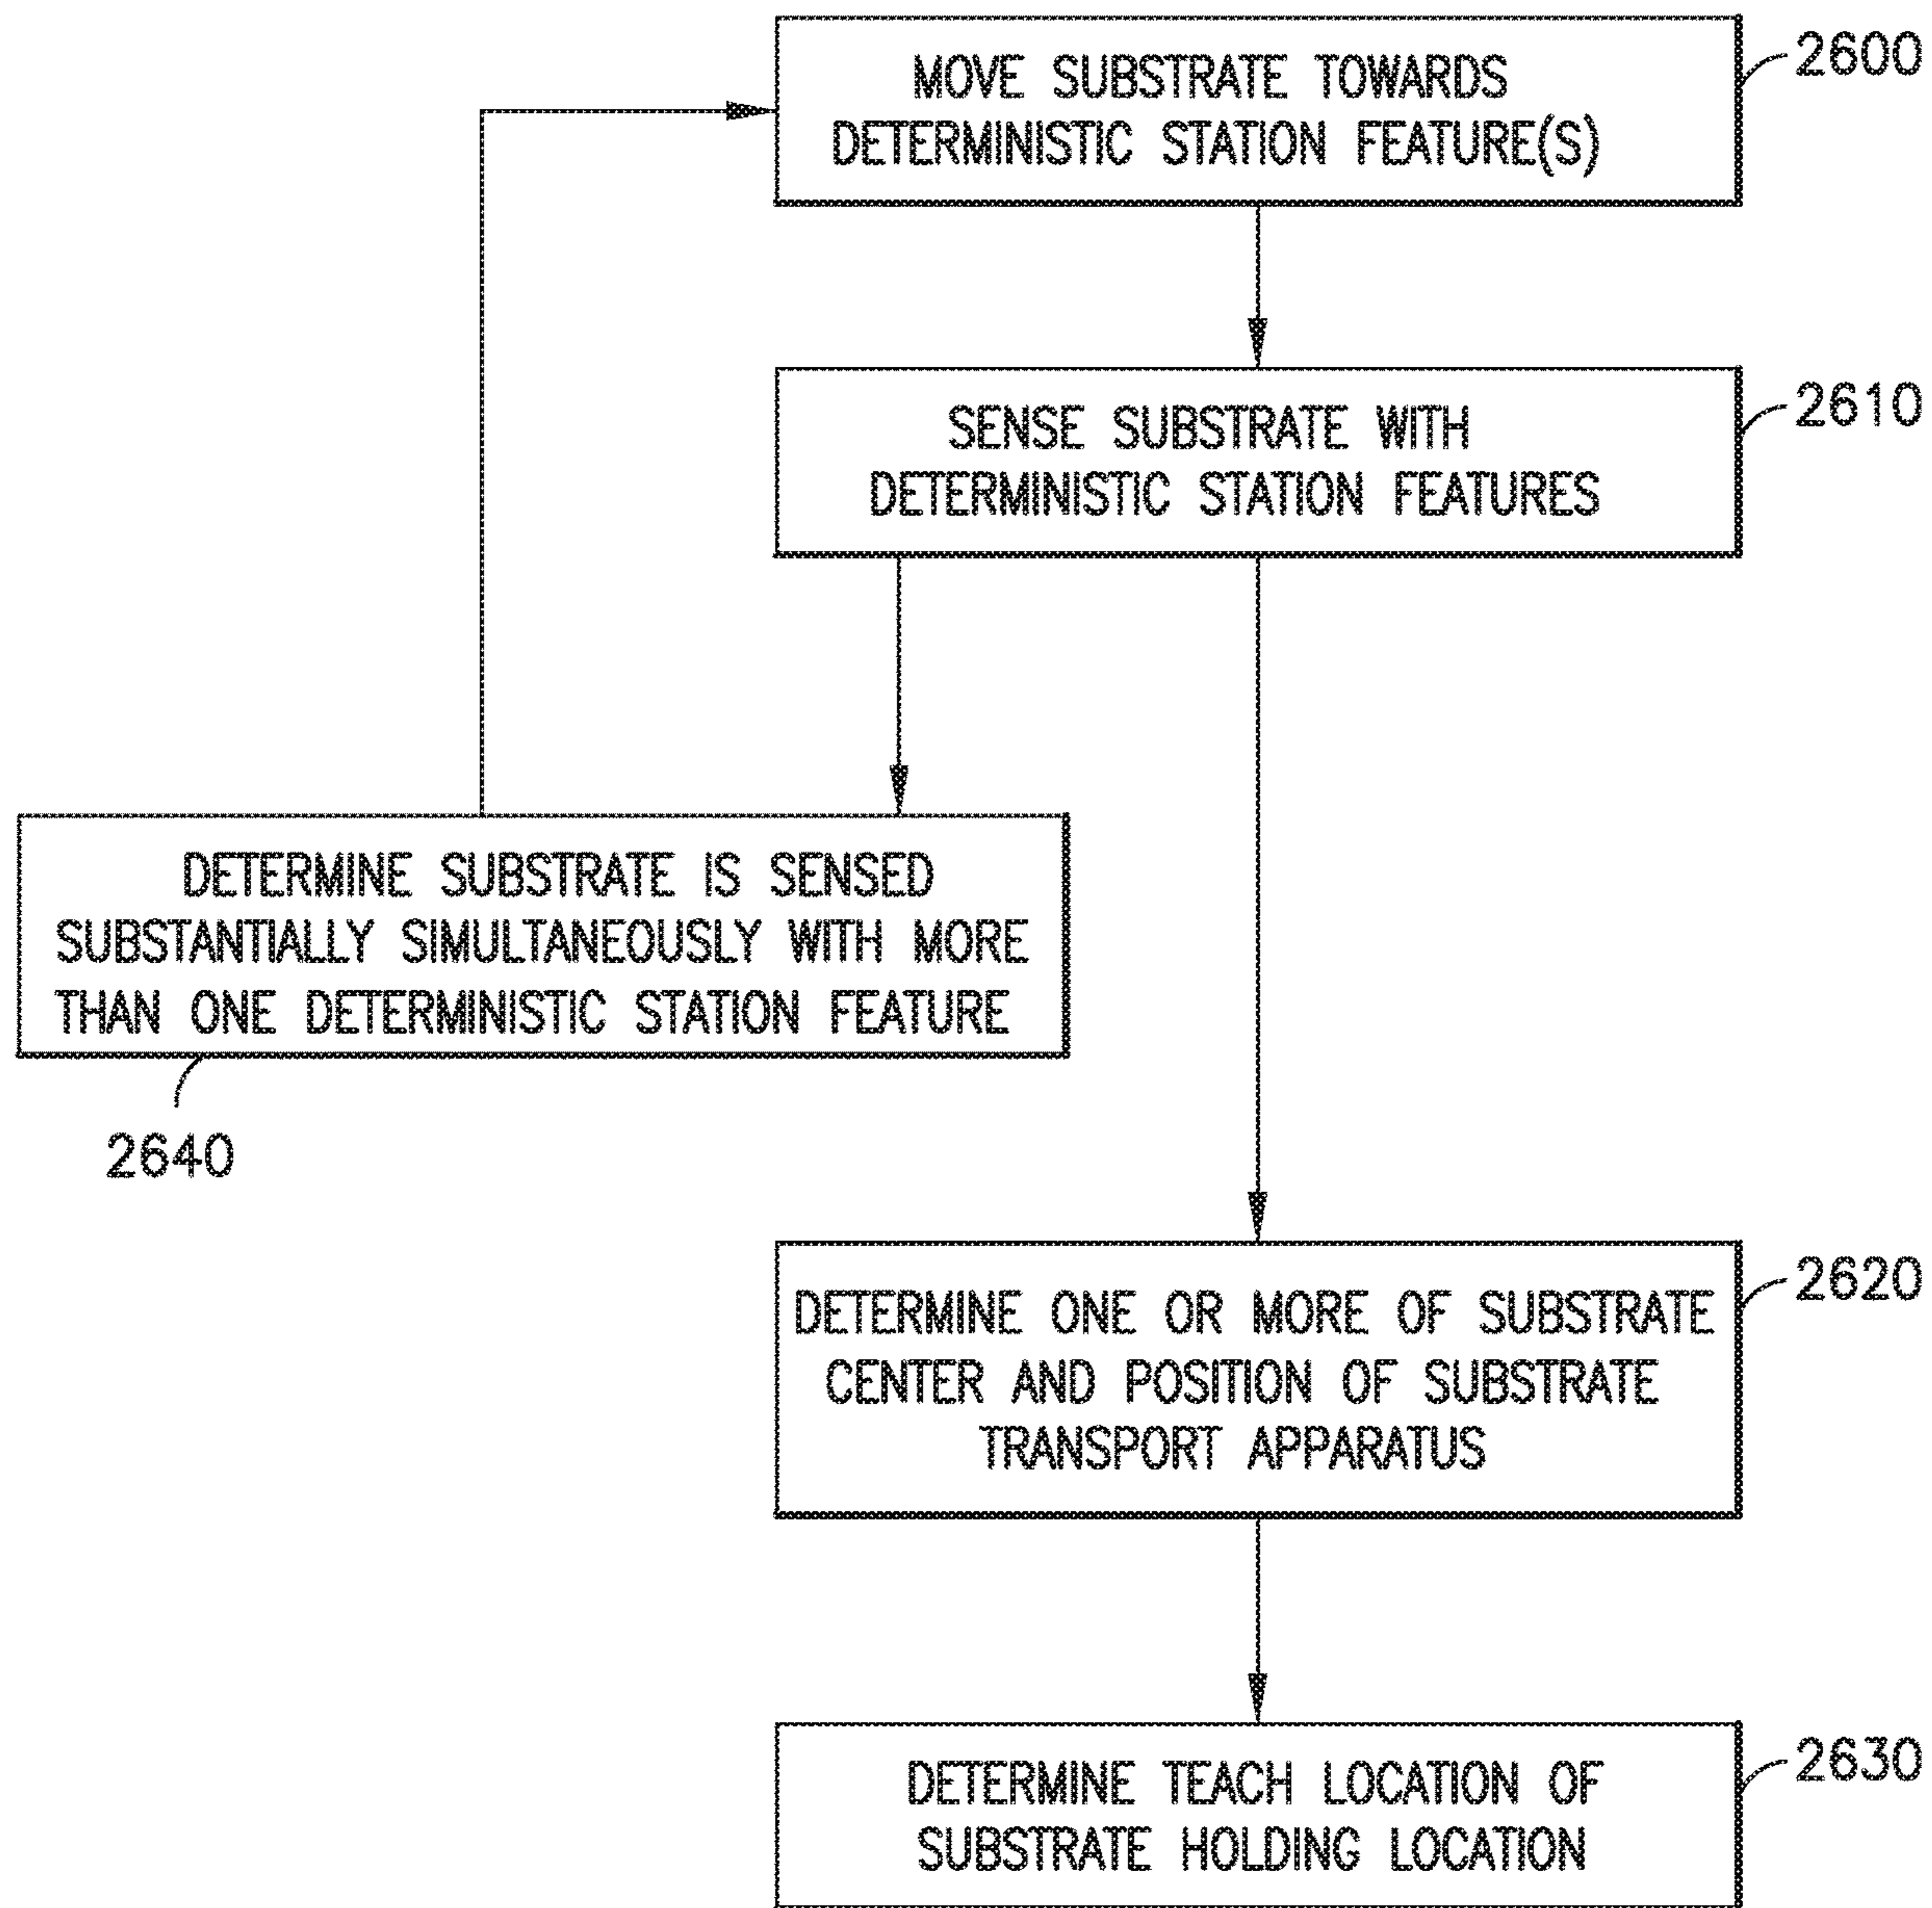 MOVE SUBSTRATE TOWARDS
DETERMINISTIC STATION FEATURE(S)
2600
SENSE SUBSTRATE WITH
DETERMINISTIC STATION FEATURES
2610
DETERMINE SUBSTRATE IS SENSED
SUBSTANTIALLY SIMULTANEOUSLY WITH MORE
THAN ONE DETERMINISTIC STATION FEATURE
2640
DETERMINE ONE OR MORE OF SUBSTRATE
CENTER AND POSITION OF SUBSTRATE
TRANSPORT APPARATUS
2620
DETERMINE TEACH LOCATION OF
SUBSTRATE HOLDING LOCATION
2630